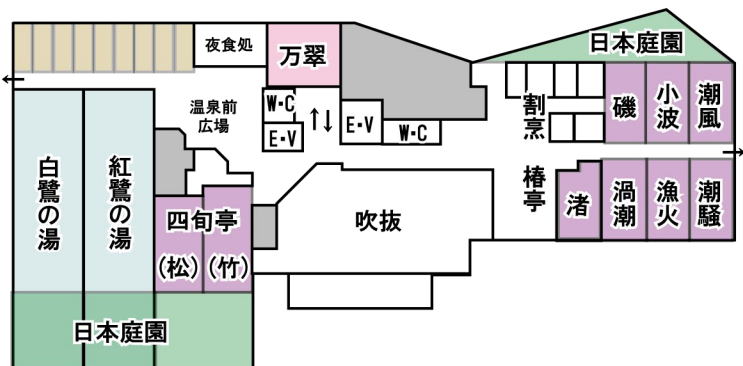 夜食処
万翠
日本庭園
温泉前
広場
W・C
E・V
↑↓
E・V
W・C
割烹
椿亭
磯
小波
潮風
白鷺の湯
紅鷺の湯
四旬亭
(松)
(竹)
吹抜
渚
渦潮
漁火
潮騒
日本庭園